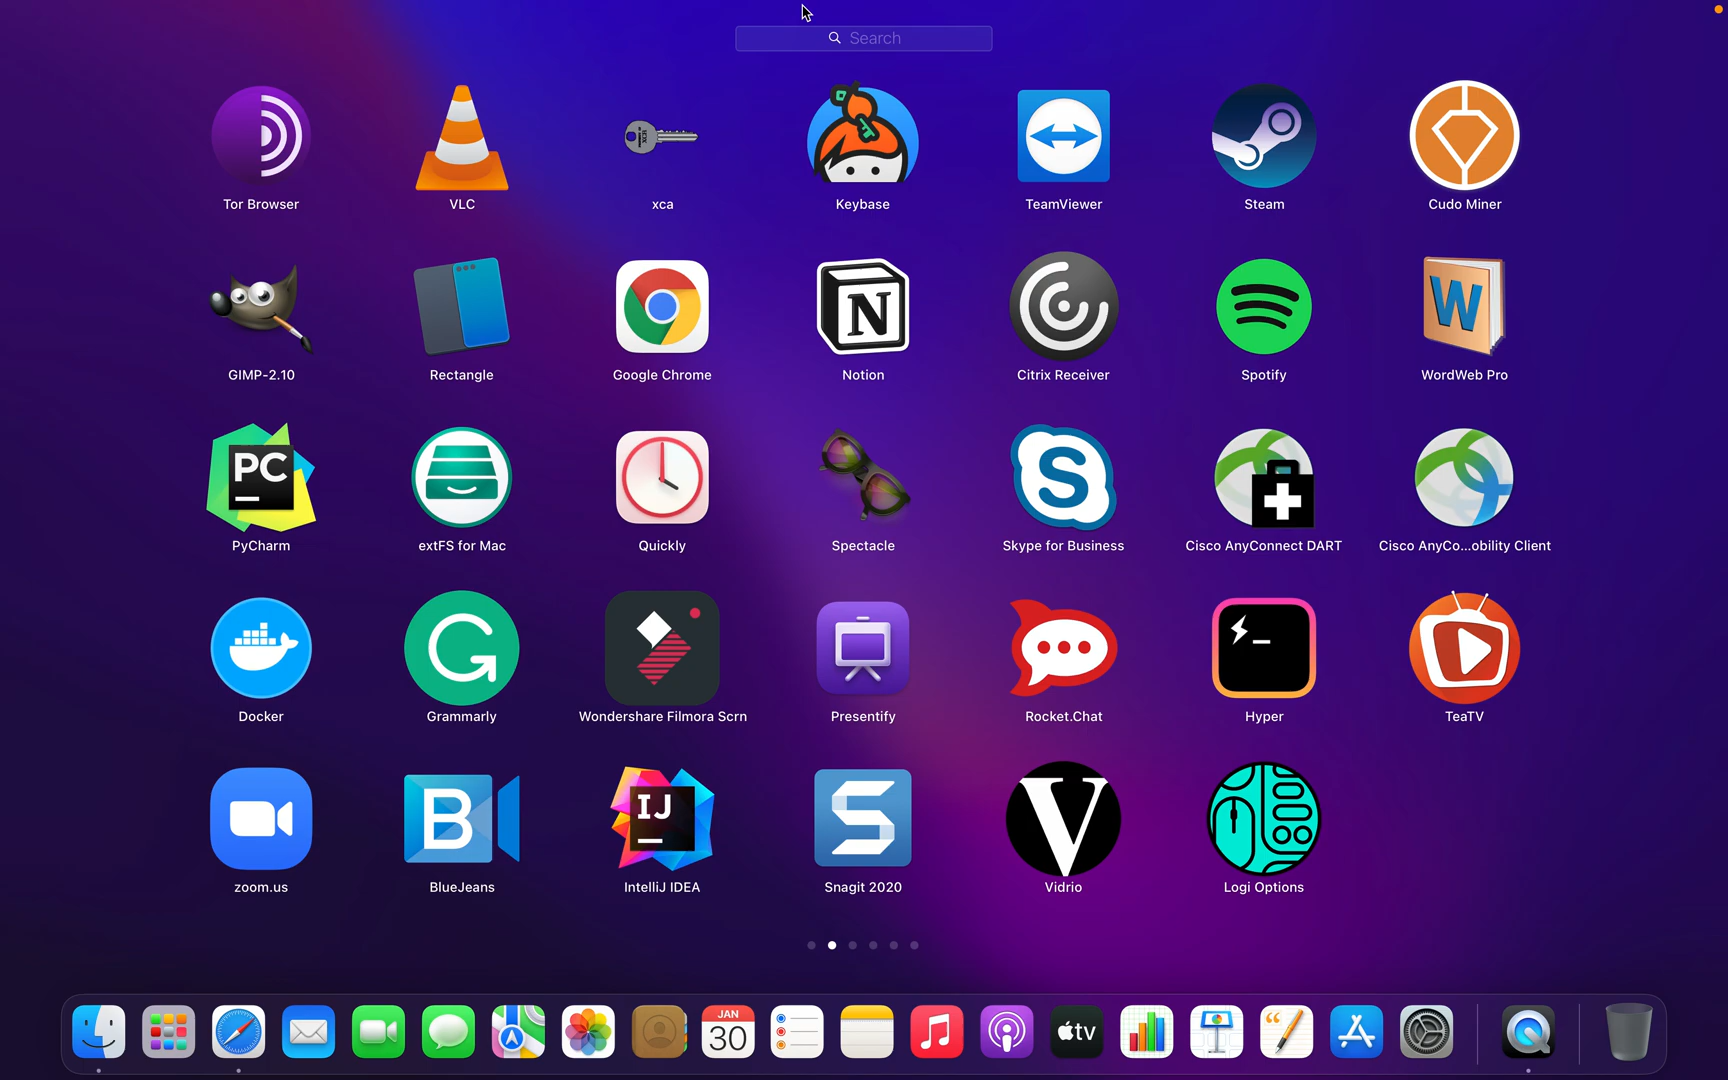 Search
Tor Browser
VLC
xca
Keybase
TeamViewer
Steam
Cudo Miner
N
W
GIMP-2.10
Rectangle
Google Chrome
Notion
Citrix Receiver
Spotify
WordWeb Pro
PC
S
PyCharm
extFS for Mac
Quickly
Spectacle
Skype for Business
Cisco AnyConnect DART
Cisco AnyCo...obility Client
G
Docker
Grammarly
Wondershare Filmora Scrn
Presentify
Rocket.Chat
Hyper
TeaTV
B
IJ
S
V
zoom.us
BlueJeans
IntelliJ IDEA
Snagit 2020
Vidrio
Logi Options
JAN
30
tv